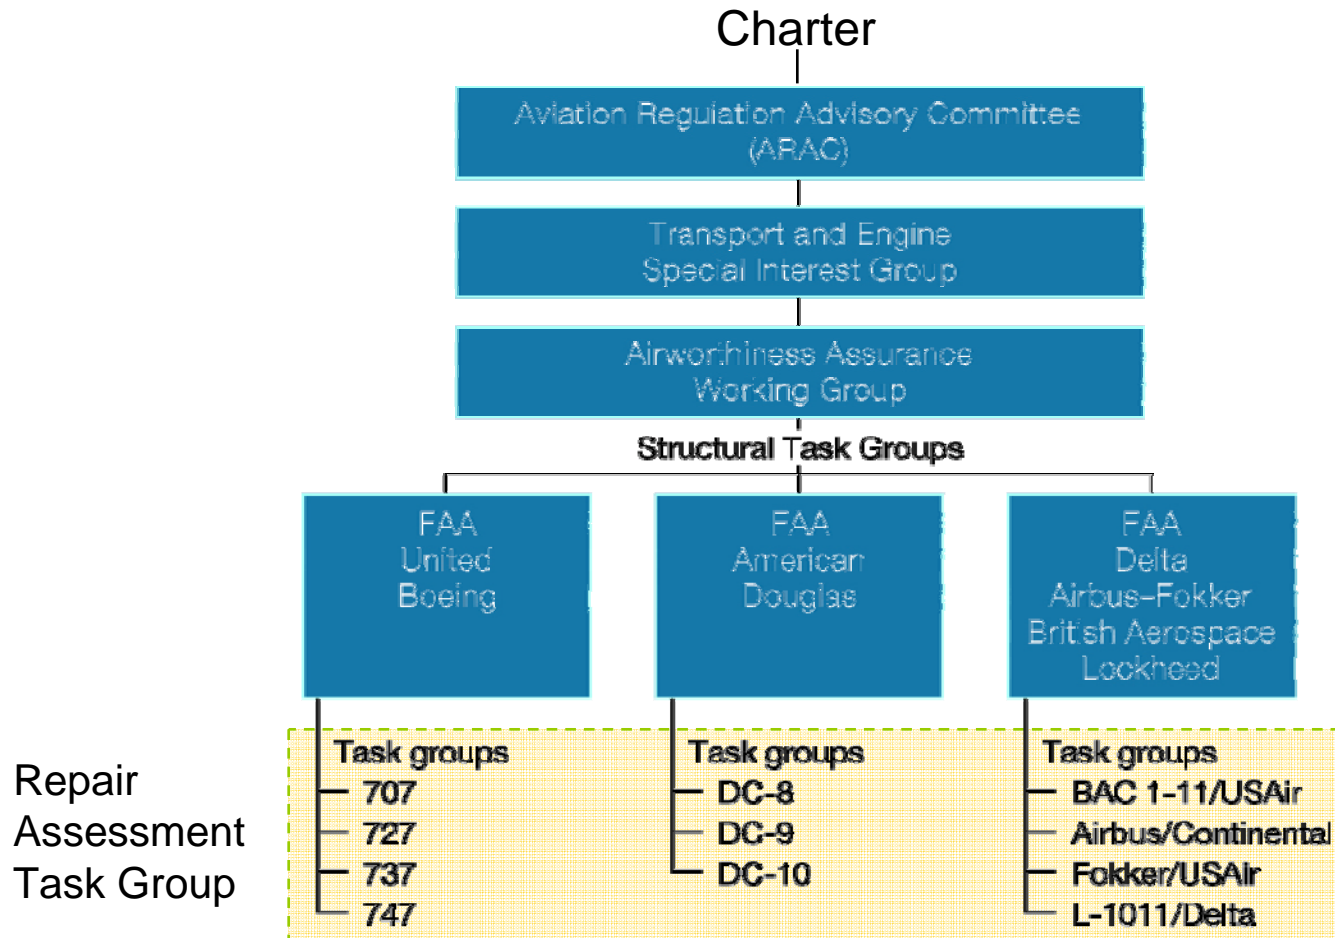 Charter
Aviation Regulation Advisory Committee
(ARAC)
Transport and Engine
Special Interest Group
Airworthiness Assurance
Working Group
Structural Task Groups
FAA
United
Boeing
FAA
American
Douglas
FAA
Delta
Airbus-Fokker
British Aerospace
Lockheed
Repair
Assessment
Task Group
Task groups
707
727
737
747
Task groups
DC-8
DC-9
DC-10
Task groups
BAC 1-11/USAir
Airbus/Continental
Fokker/USAir
L-1011/Delta